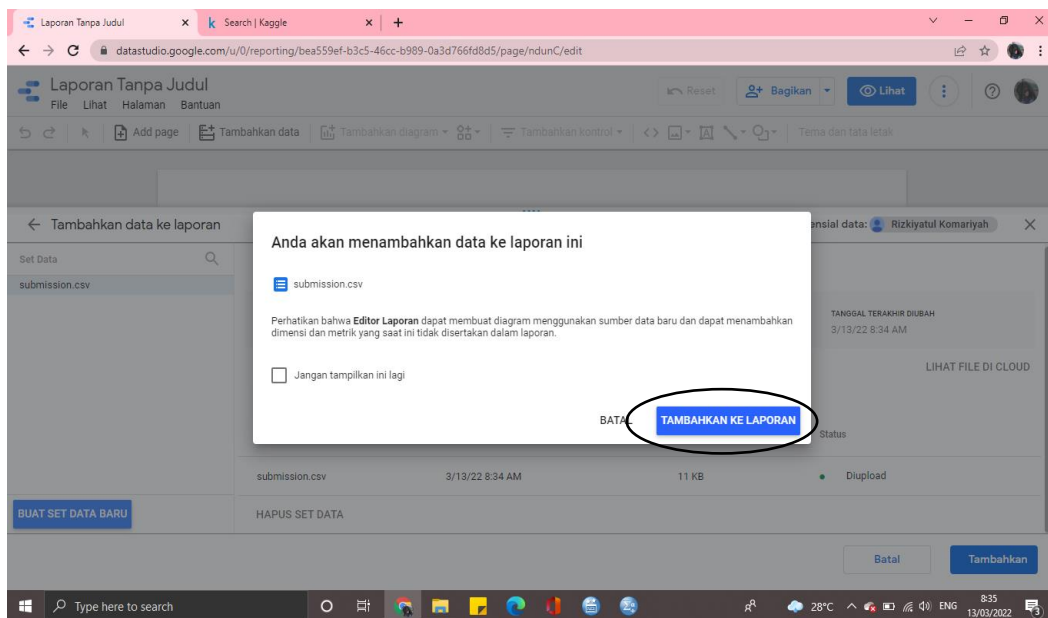 Laporan Tanpa Judul
Search | Kaggle
datastudio.google.com/u/0/reporting/bea559ef-b3c5-46cc-b989-0a3d766fd8d5/page/ndunC/edit
Laporan Tanpa Judul
File Lihat Halaman Bantuan
Reset
Bagikan
Lihat
Add page
Tambahkan data
Tambahkan diagram
Tambahkan kontrol
Tema dan tata letak
Tambahkan data ke laporan
ensial data:
Rizkiyatul Komariyah
Set Data
submission.csv
Anda akan menambahkan data ke laporan ini
submission.csv
Perhatikan bahwa Editor Laporan dapat membuat diagram menggunakan sumber data baru dan dapat menambahkan
dimensi dan metrik yang saat ini tidak disertakan dalam laporan.
Jangan tampilkan ini lagi
BATAL
TAMBAHKAN KE LAPORAN
TANGGAL TERAKHIR DIUBAH
3/13/22 8:34 AM
LIHAT FILE DI CLOUD
Status
submission.csv 3/13/22 8:34 AM 11 KB Diupload
BUAT SET DATA BARU
HAPUS SET DATA
Batal
Tambahkan
Type here to search
28°C
ENG
8:35
13/03/2022
3